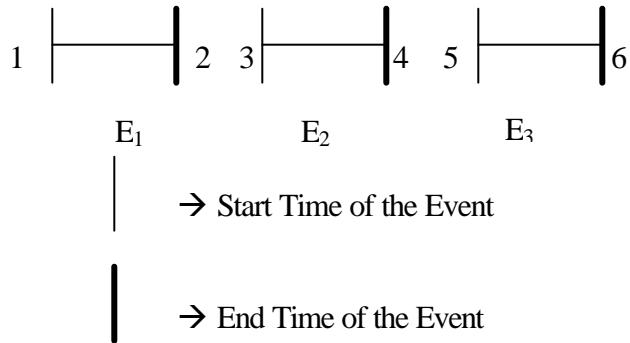 1 2 3 4 5 6
E₁ E₂ E₃
→ Start Time of the Event
→ End Time of the Event